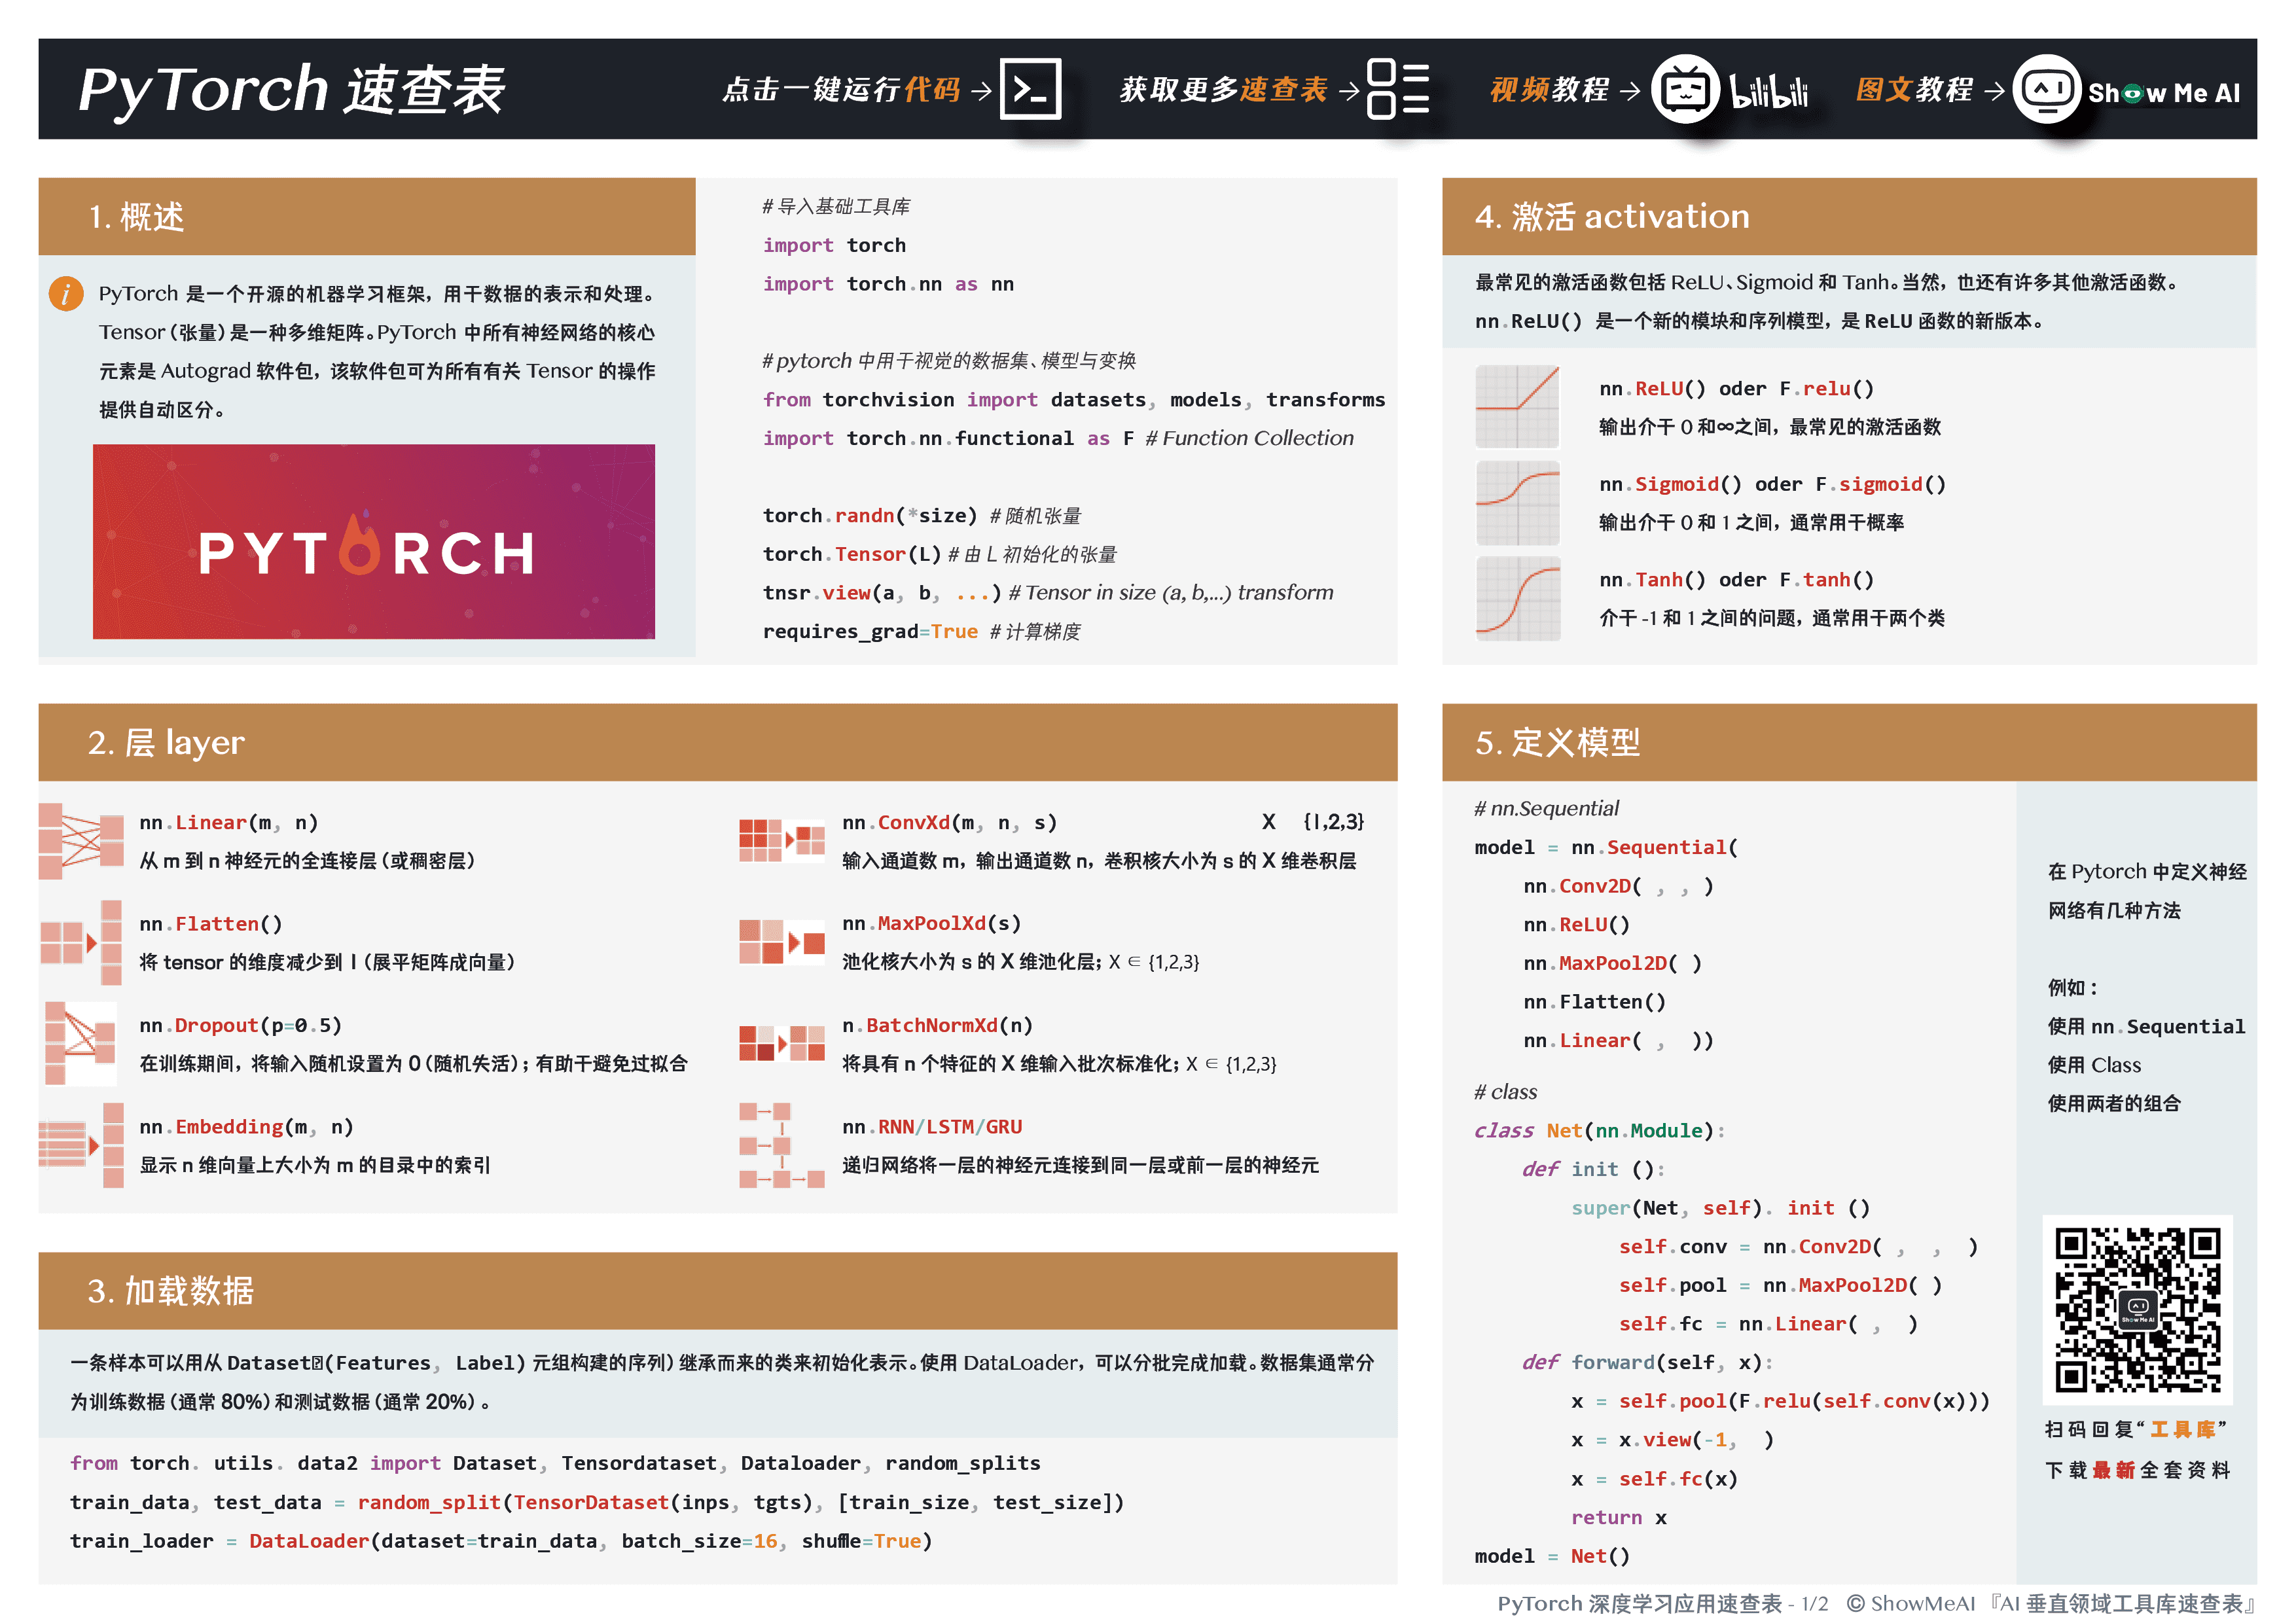 PyTorch 速查表
点击一键运行代码 →
获取更多速查表 →
视频教程 → bilibili
图文教程 → Show Me AI
1. 概述
i
PyTorch 是一个开源的机器学习框架，用于数据的表示和处理。
Tensor（张量）是一种多维矩阵。PyTorch 中所有神经网络的核心
元素是 Autograd 软件包，该软件包可为所有有关 Tensor 的操作
提供自动区分。
PYTORCH
# 导入基础工具库
import torch
import torch.nn as nn
# pytorch 中用于视觉的数据集、模型与变换
from torchvision import datasets, models, transforms
import torch.nn.functional as F # Function Collection
torch.randn(*size) # 随机张量
torch.Tensor(L) # 由 L 初始化的张量
tnsr.view(a, b, ...) # Tensor in size (a, b,...) transform
requires_grad=True # 计算梯度
2. 层 layer
nn.Linear(m, n)
从 m 到 n 神经元的全连接层（或稠密层）
nn.Flatten()
将 tensor 的维度减少到 1（展平矩阵成向量）
nn.Dropout(p=0.5)
在训练期间，将输入随机设置为 0（随机失活）；有助于避免过拟合
nn.Embedding(m, n)
显示 n 维向量上大小为 m 的目录中的索引
nn.ConvXd(m, n, s) X {1,2,3}
输入通道数 m，输出通道数 n，卷积核大小为 s 的 X 维卷积层
nn.MaxPoolXd(s)
池化核大小为 s 的 X 维池化层；X ∈ {1,2,3}
n.BatchNormXd(n)
将具有 n 个特征的 X 维输入批次标准化；X ∈ {1,2,3}
nn.RNN/LSTM/GRU
递归网络将一层的神经元连接到同一层或前一层的神经元
3. 加载数据
一条样本可以用从 Dataset（Features, Label）元组构建的序列）继承而来的类来初始化表示。使用 DataLoader，可以分批完成加载。数据集通常分
为训练数据（通常 80%）和测试数据（通常 20%）。
from torch. utils. data2 import Dataset, Tensordataset, Dataloader, random_splits
train_data, test_data = random_split(TensorDataset(inps, tgts), [train_size, test_size])
train_loader = DataLoader(dataset=train_data, batch_size=16, shuffle=True)
4. 激活 activation
最常见的激活函数包括 ReLU、Sigmoid 和 Tanh。当然，也还有许多其他激活函数。
nn.ReLU() 是一个新的模块和序列模型，是 ReLU 函数的新版本。
nn.ReLU() oder F.relu()
输出介于 0 和∞之间，最常见的激活函数
nn.Sigmoid() oder F.sigmoid()
输出介于 0 和 1 之间，通常用于概率
nn.Tanh() oder F.tanh()
介于 -1 和 1 之间的问题，通常用于两个类
5. 定义模型
# nn.Sequential
model = nn.Sequential(
nn.Conv2D( , , )
nn.ReLU()
nn.MaxPool2D( )
nn.Flatten()
nn.Linear( , ))
# class
class Net(nn.Module):
def init ():
super(Net, self). init ()
self.conv = nn.Conv2D( , , )
self.pool = nn.MaxPool2D( )
self.fc = nn.Linear( , )
def forward(self, x):
x = self.pool(F.relu(self.conv(x)))
x = x.view(-1, )
x = self.fc(x)
return x
model = Net()
在 Pytorch 中定义神经
网络有几种方法
例如：
使用 nn.Sequential
使用 Class
使用两者的组合
Show Me AI
扫码回复“工具库”
下载最新全套资料
PyTorch 深度学习应用速查表 - 1/2 © ShowMeAI 『AI 垂直领域工具库速查表』